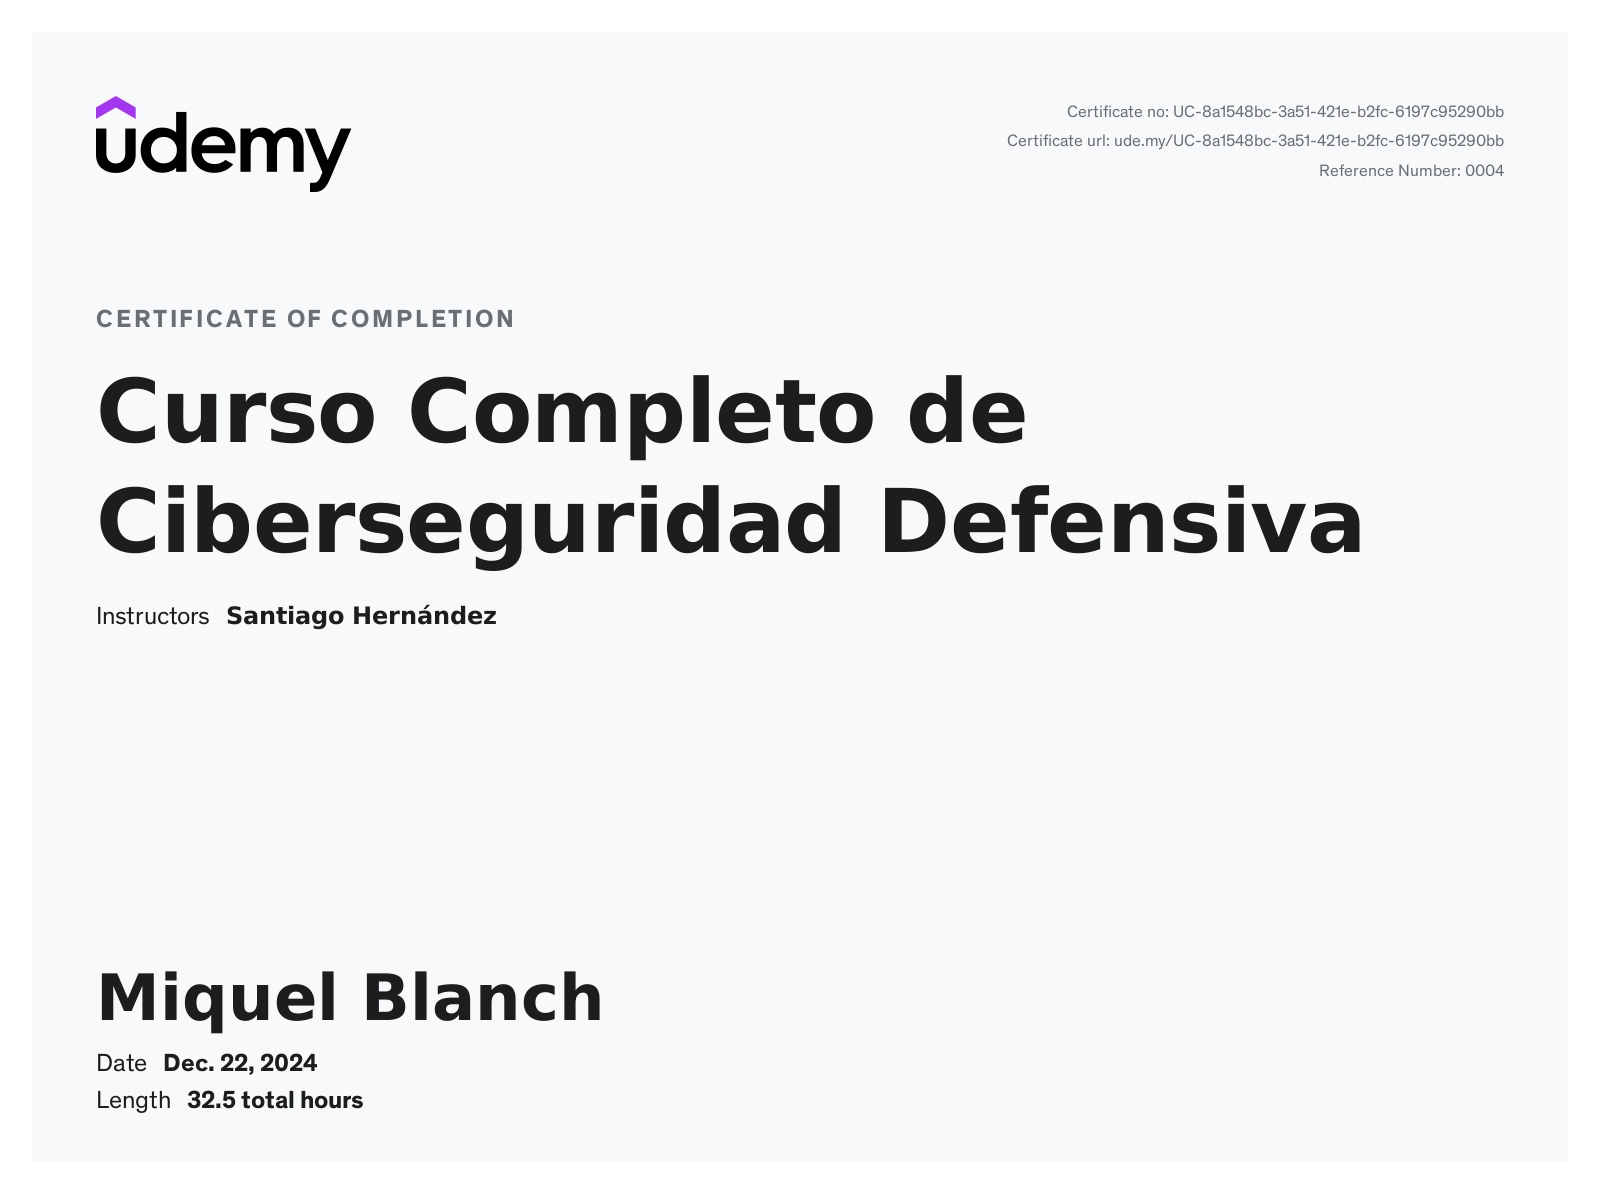 udemy
Certificate no: UC-8a1548bc-3a51-421e-b2fc-6197c95290bb
Certificate url: ude.my/UC-8a1548bc-3a51-421e-b2fc-6197c95290bb
Reference Number: 0004
CERTIFICATE OF COMPLETION
Curso Completo de
Ciberseguridad Defensiva
Instructors Santiago Hernández
Miquel Blanch
Date Dec. 22, 2024
Length 32.5 total hours